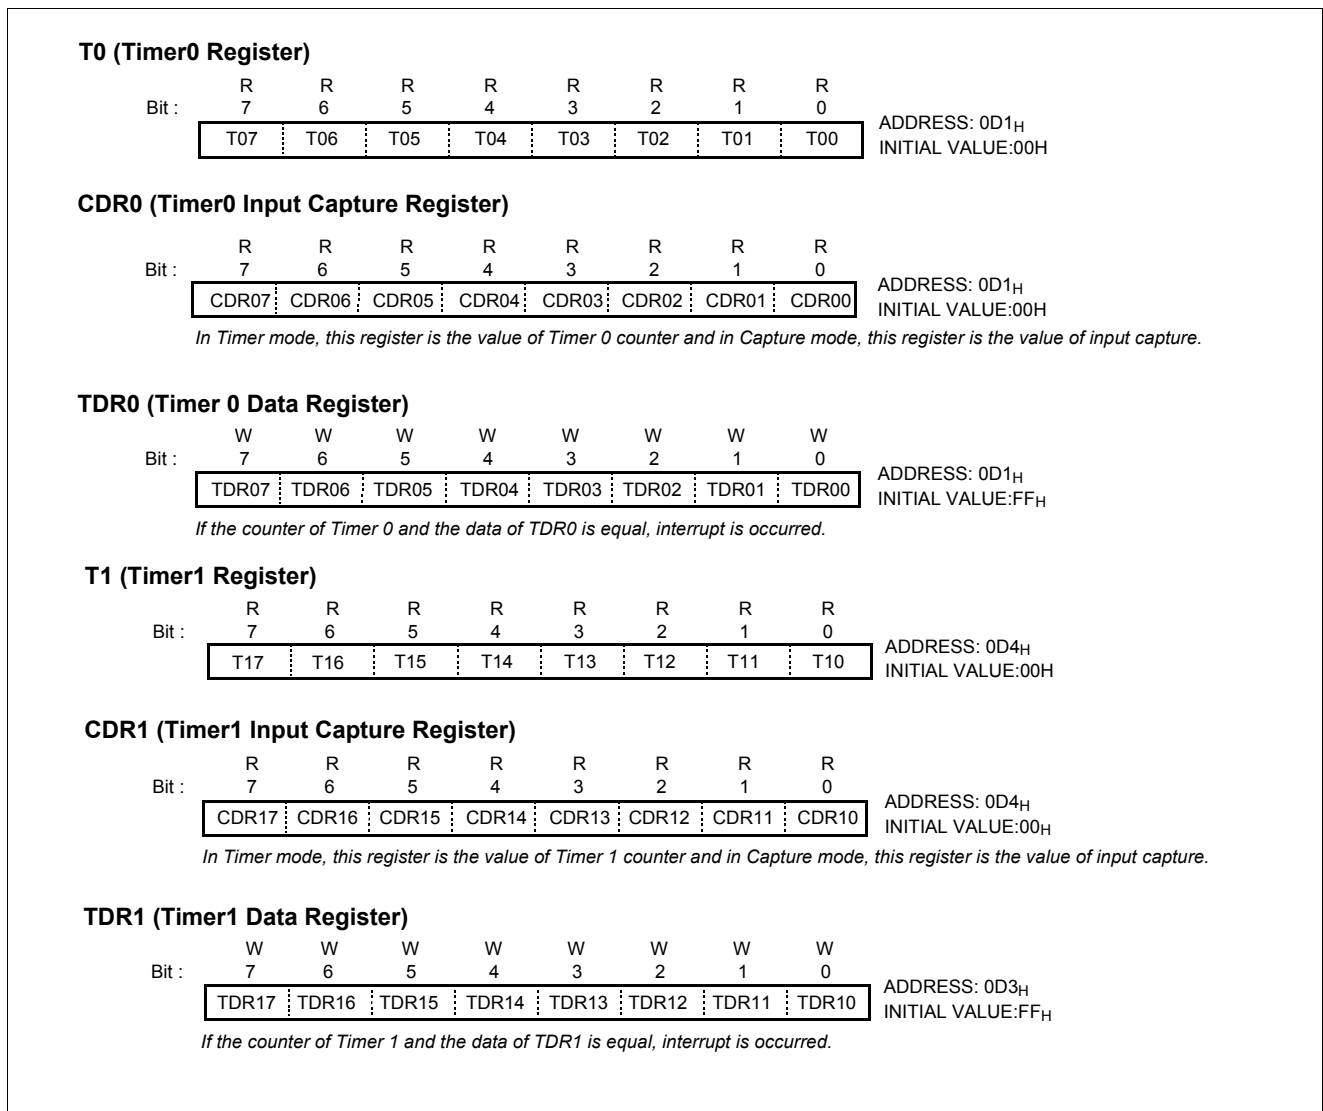 T0 (Timer0 Register)
R R R R R R R R
Bit : 7 6 5 4 3 2 1 0
T07 T06 T05 T04 T03 T02 T01 T00
ADDRESS: 0D1H
INITIAL VALUE:00H
CDR0 (Timer0 Input Capture Register)
R R R R R R R R
Bit : 7 6 5 4 3 2 1 0
CDR07 CDR06 CDR05 CDR04 CDR03 CDR02 CDR01 CDR00
ADDRESS: 0D1H
INITIAL VALUE:00H
In Timer mode, this register is the value of Timer 0 counter and in Capture mode, this register is the value of input capture.
TDR0 (Timer 0 Data Register)
W W W W W W W W
Bit : 7 6 5 4 3 2 1 0
TDR07 TDR06 TDR05 TDR04 TDR03 TDR02 TDR01 TDR00
ADDRESS: 0D1H
INITIAL VALUE:FFH
If the counter of Timer 0 and the data of TDR0 is equal, interrupt is occurred.
T1 (Timer1 Register)
R R R R R R R R
Bit : 7 6 5 4 3 2 1 0
T17 T16 T15 T14 T13 T12 T11 T10
ADDRESS: 0D4H
INITIAL VALUE:00H
CDR1 (Timer1 Input Capture Register)
R R R R R R R R
Bit : 7 6 5 4 3 2 1 0
CDR17 CDR16 CDR15 CDR14 CDR13 CDR12 CDR11 CDR10
ADDRESS: 0D4H
INITIAL VALUE:00H
In Timer mode, this register is the value of Timer 1 counter and in Capture mode, this register is the value of input capture.
TDR1 (Timer1 Data Register)
W W W W W W W W
Bit : 7 6 5 4 3 2 1 0
TDR17 TDR16 TDR15 TDR14 TDR13 TDR12 TDR11 TDR10
ADDRESS: 0D3H
INITIAL VALUE:FFH
If the counter of Timer 1 and the data of TDR1 is equal, interrupt is occurred.